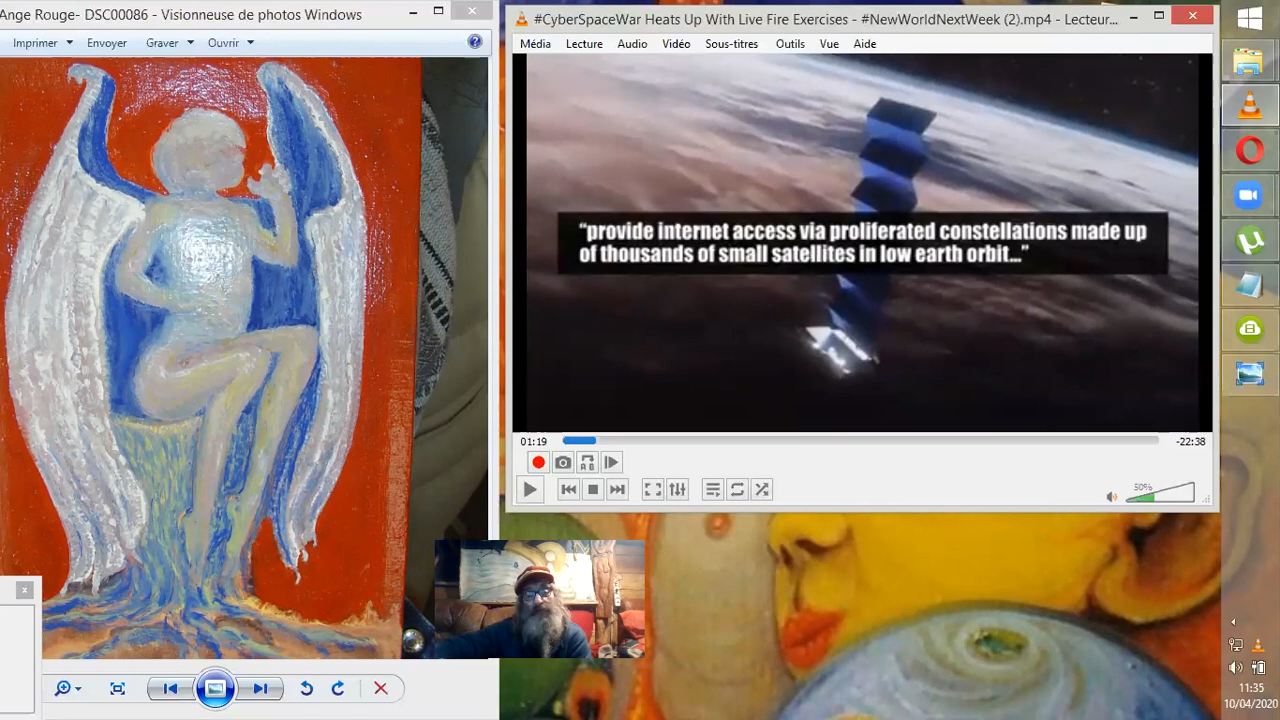 Ange Rouge- DSC00086 - Visionneuse de photos Windows
Imprimer Envoyer Graver Ouvrir
#CyberSpaceWar Heats Up With Live Fire Exercises - #NewWorldNextWeek (2).mp4 - Lecteur...
Média Lecture Audio Vidéo Sous-titres Outils Vue Aide
“provide internet access via proliferated constellations made up
of thousands of small satellites in low earth orbit...”
01:19 -22:38
50%
11:35
10/04/2020